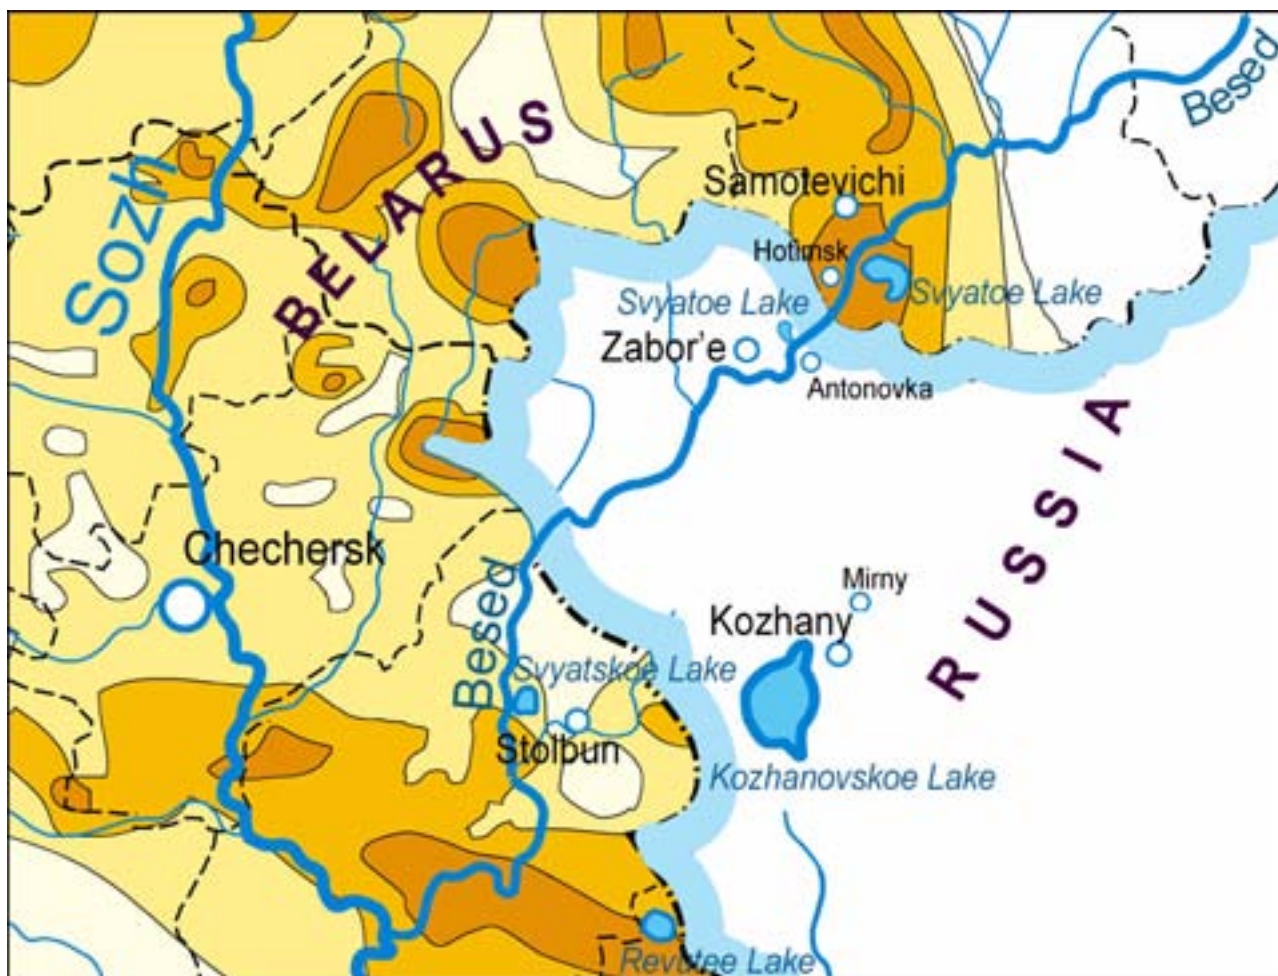 Besed
BELARUS
Sozh
Samotevichi
Hotimsk
Svyatoe Lake
Svyatoe Lake
Zabor'e
Antonovka
RUSSIA
Chechersk
Besed
Mirny
Kozhany
Svyatskoe Lake
Stolbun
Kozhanovskoe Lake
Revutee Lake